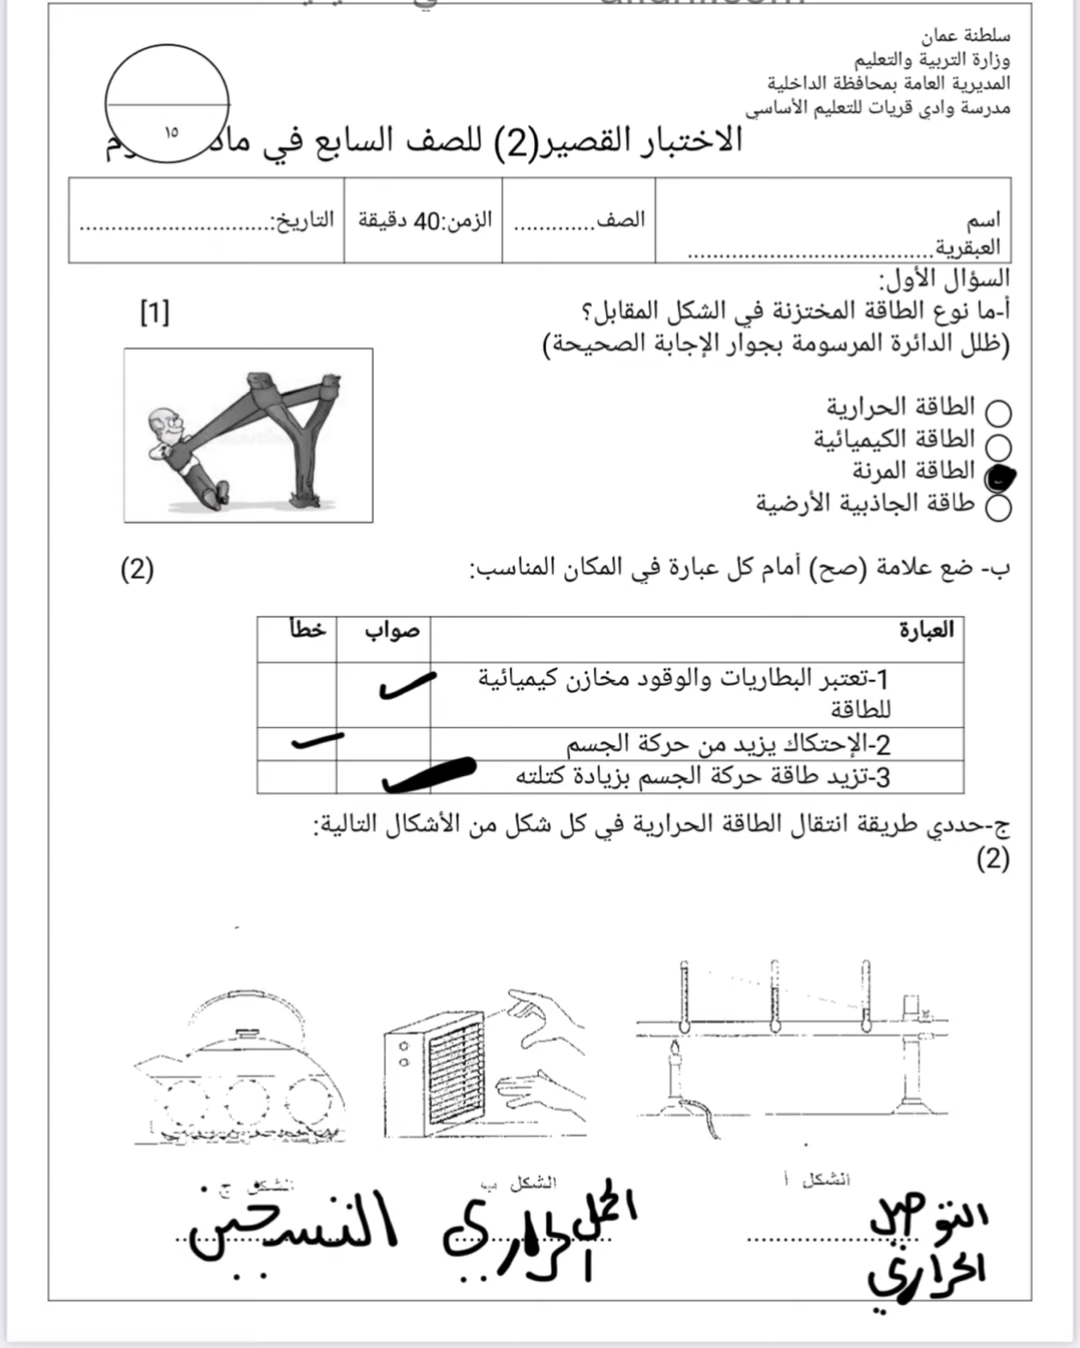 سلطنة عمان
وزارة التربية والتعليم
المديرية العامة بمحافظة الداخلية
مدرسة وادي قريات للتعليم الأساسي
١٥
الاختبار القصير(2) للصف السابع في
اسم
العبقرية......................................
الصف.............
الزمن:40 دقيقة
التاريخ:..............................
السؤال الأول:
أ-ما نوع الطاقة المختزنة في الشكل المقابل؟ [1]
(ظلل الدائرة المرسومة بجوار الإجابة الصحيحة)
الطاقة الحرارية
الطاقة الكيميائية
الطاقة المرنة
طاقة الجاذبية الأرضية
ب- ضع علامة (صح) أمام كل عبارة في المكان المناسب: (2)
العبارة صواب خطأ
1-تعتبر البطاريات والوقود مخازن كيميائية
للطاقة
2-الإحتكاك يزيد من حركة الجسم
3-تزيد طاقة حركة الجسم بزيادة كتلته
ج-حددي طريقة انتقال الطاقة الحرارية في كل شكل من الأشكال التالية:
(2)
الشكل أ
الشكل ب
الشكل ج
التوصيل
الحراري
الحمل
الحراري
التسخين